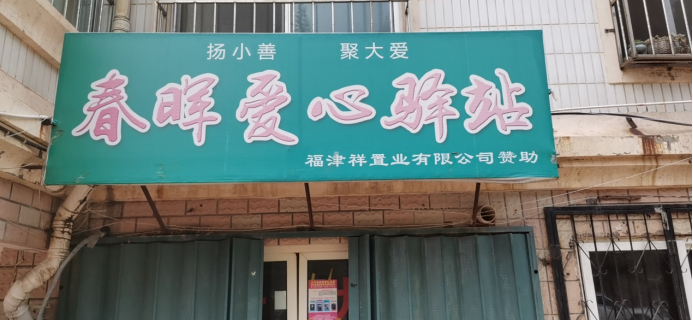 扬小善 聚大爱
春晖爱心驿站
福津祥置业有限公司赞助